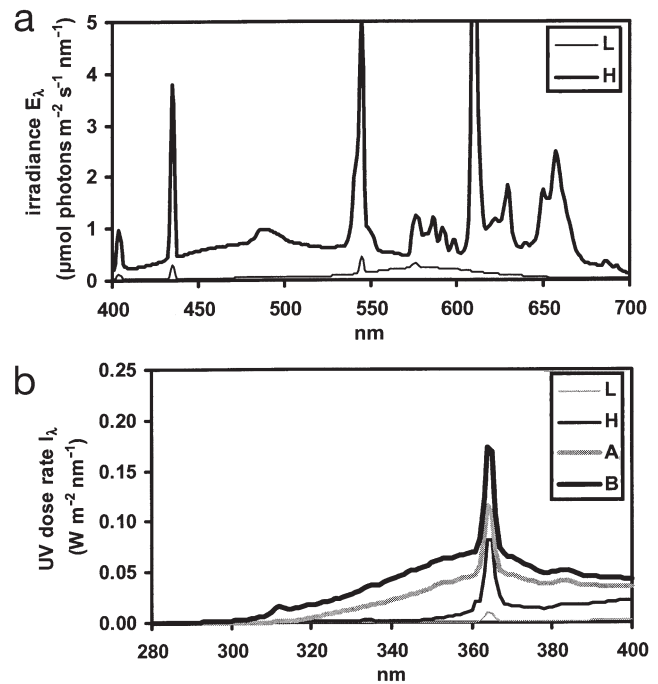 a
irradiance Eλ
(µmol photons m⁻² s⁻¹ nm⁻¹)
5
4
3
2
1
0
L
H
400 450 500 550 600 650 700
nm
b
UV dose rate Iλ
(W m⁻² nm⁻¹)
0.25
0.20
0.15
0.10
0.05
0.00
L
H
A
B
280 300 320 340 360 380 400
nm